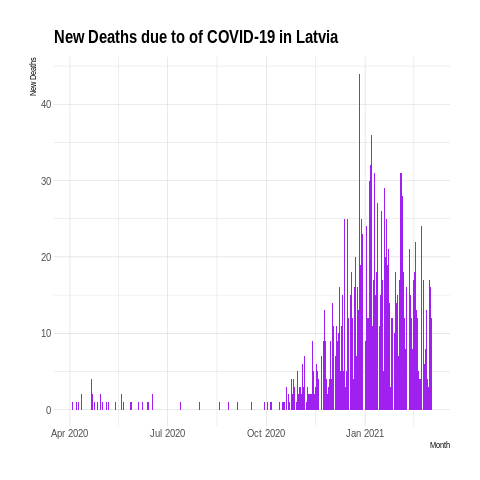 New Deaths due to of COVID-19 in Latvia
New Deaths
40
30
20
10
0
Apr 2020 Jul 2020 Oct 2020 Jan 2021
Month